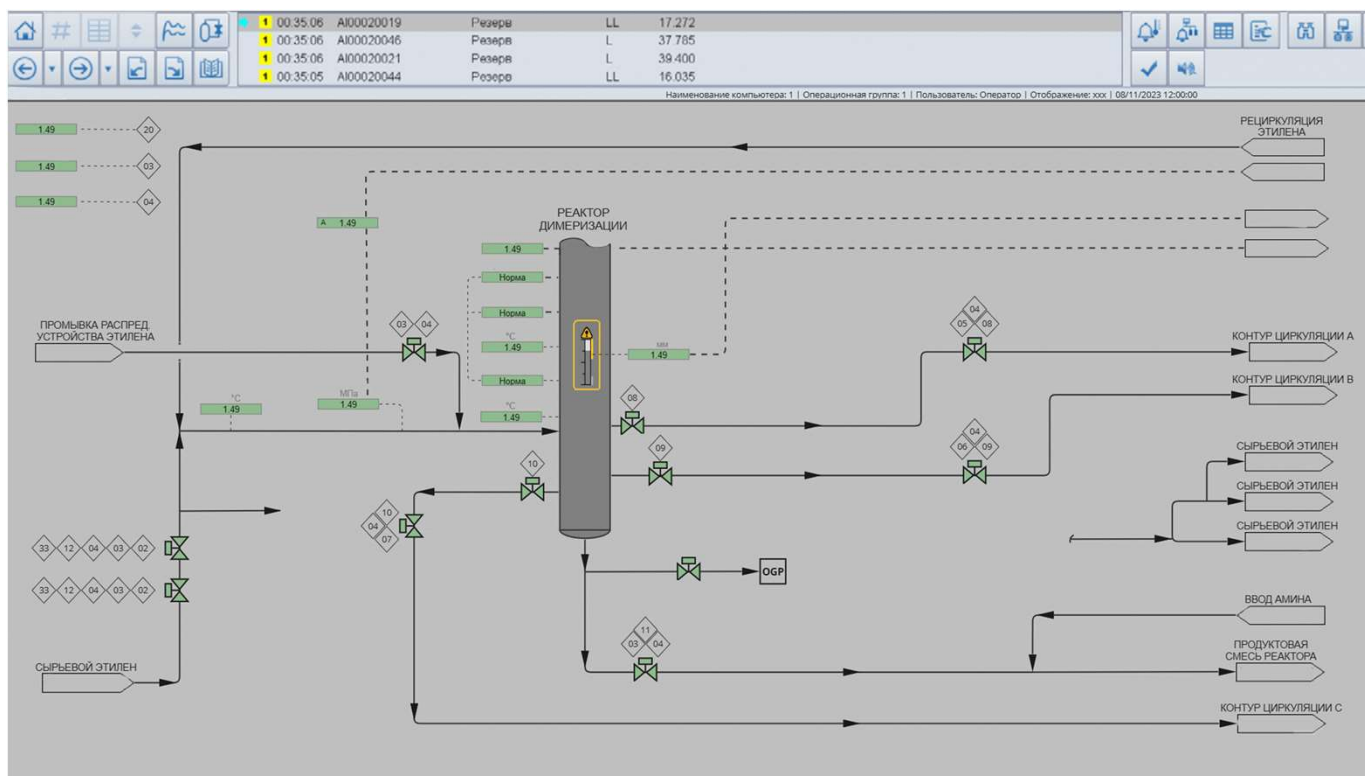 1 00:35:06 AI00020019 Резерв LL 17.272
1 00:35:06 AI00020046 Резерв L 37.785
1 00:35:06 AI00020021 Резерв L 39.400
1 00:35:05 AI00020044 Резерв LL 16.035
Наименование компьютера: 1 | Операционная группа: 1 | Пользователь: Оператор | Отображение: xxx | 08/11/2023 12:00:00
1.49 20
1.49 03
1.49 04
РЕЦИРКУЛЯЦИЯ
ЭТИЛЕНА
A 1.49
РЕАКТОР
ДИМЕРИЗАЦИИ
1.49
Норма
Норма
°C
1.49
Норма
°C
1.49
мм
1.49
ПРОМЫВКА РАСПРЕД.
УСТРОЙСТВА ЭТИЛЕНА
03 04
°C
1.49
МПа
1.49
04
05 08
КОНТУР ЦИРКУЛЯЦИИ A
КОНТУР ЦИРКУЛЯЦИИ B
08
09
04
06 09
10
10
04
07
СЫРЬЕВОЙ ЭТИЛЕН
СЫРЬЕВОЙ ЭТИЛЕН
СЫРЬЕВОЙ ЭТИЛЕН
33 12 04 03 02
33 12 04 03 02
OGP
ВВОД АМИНА
11
03 04
ПРОДУКТОВАЯ
СМЕСЬ РЕАКТОРА
СЫРЬЕВОЙ ЭТИЛЕН
КОНТУР ЦИРКУЛЯЦИИ C